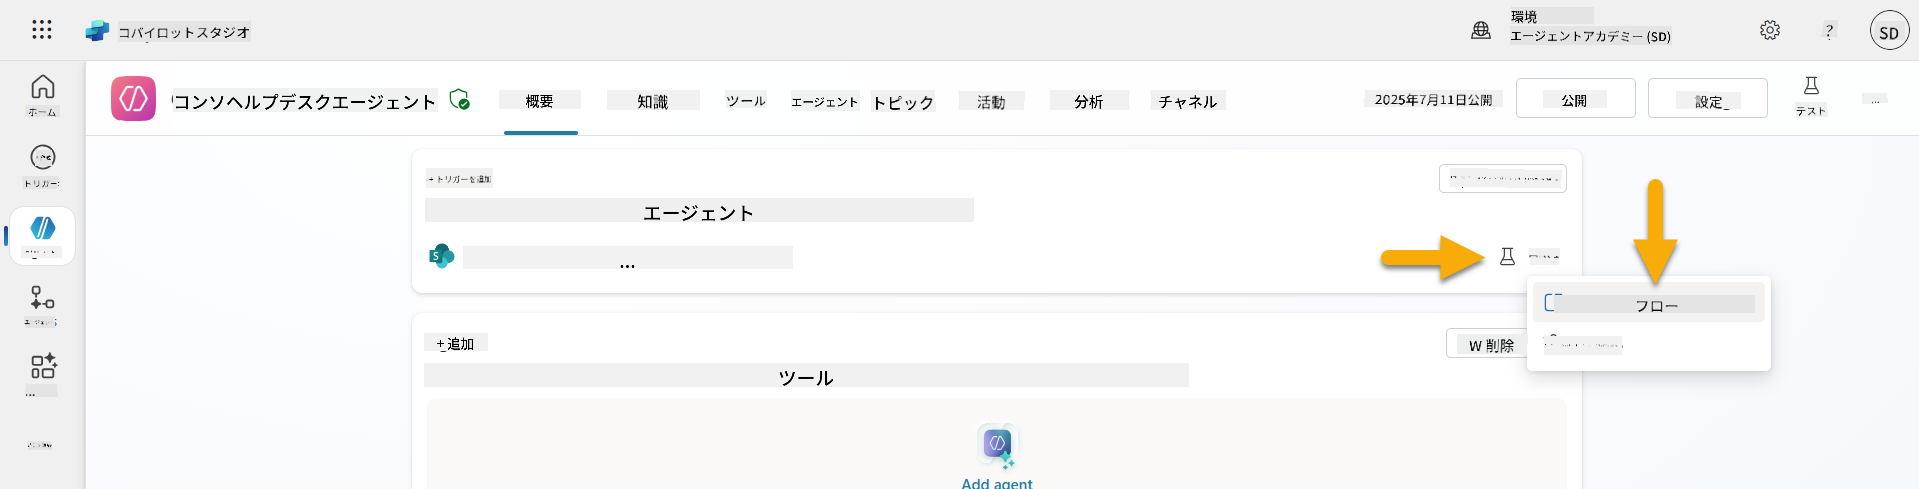 コパイロットスタジオ
環境
エージェントアカデミー (SD)
?
SD
コンソヘルプデスクエージェント
概要
知識
ツール
エージェント
トピック
活動
分析
チャネル
2025年7月11日公開
公開
設定
テスト
...
ホーム
トリガー
+ トリガーを追加
エージェント
S
...
フロー
+追加
W 削除
ツール
...
Add agent